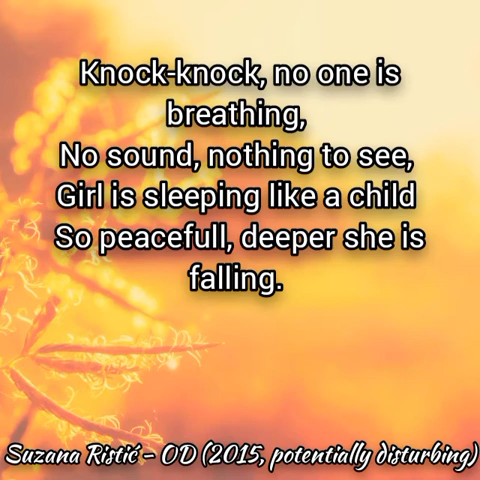 Knock-knock, no one is
breathing,
No sound, nothing to see,
Girl is sleeping like a child
So peacefull, deeper she is
falling.
Suzana Ristić - OD (2015, potentially disturbing)